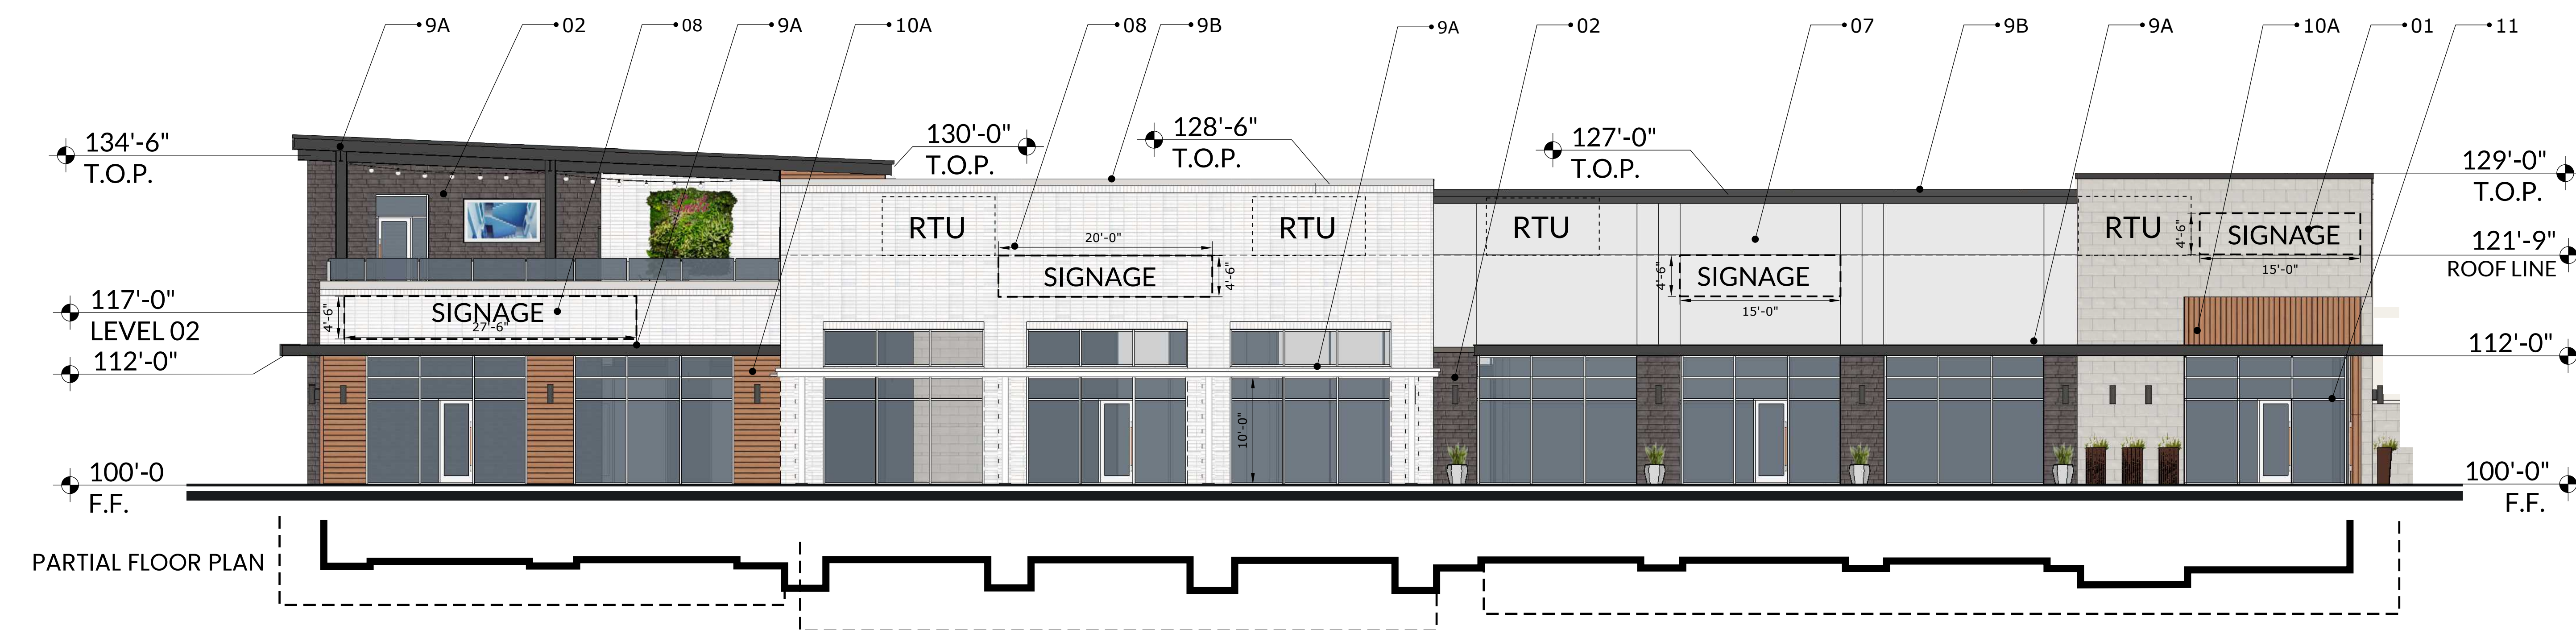 9A
02
08
9A
10A
08
9B
9A
02
07
9B
9A
10A
01
11
134'-6"
T.O.P.
130'-0"
T.O.P.
128'-6"
T.O.P.
127'-0"
T.O.P.
129'-0"
T.O.P.
RTU
RTU
RTU
RTU
4'-6"
SIGNAGE
15'-0"
121'-9"
ROOF LINE
20'-0"
SIGNAGE
4'-6"
4'-6"
SIGNAGE
15'-0"
117'-0"
LEVEL 02
4'-6"
SIGNAGE
27'-6"
112'-0"
112'-0"
10'-0"
100'-0
F.F.
100'-0"
F.F.
PARTIAL FLOOR PLAN